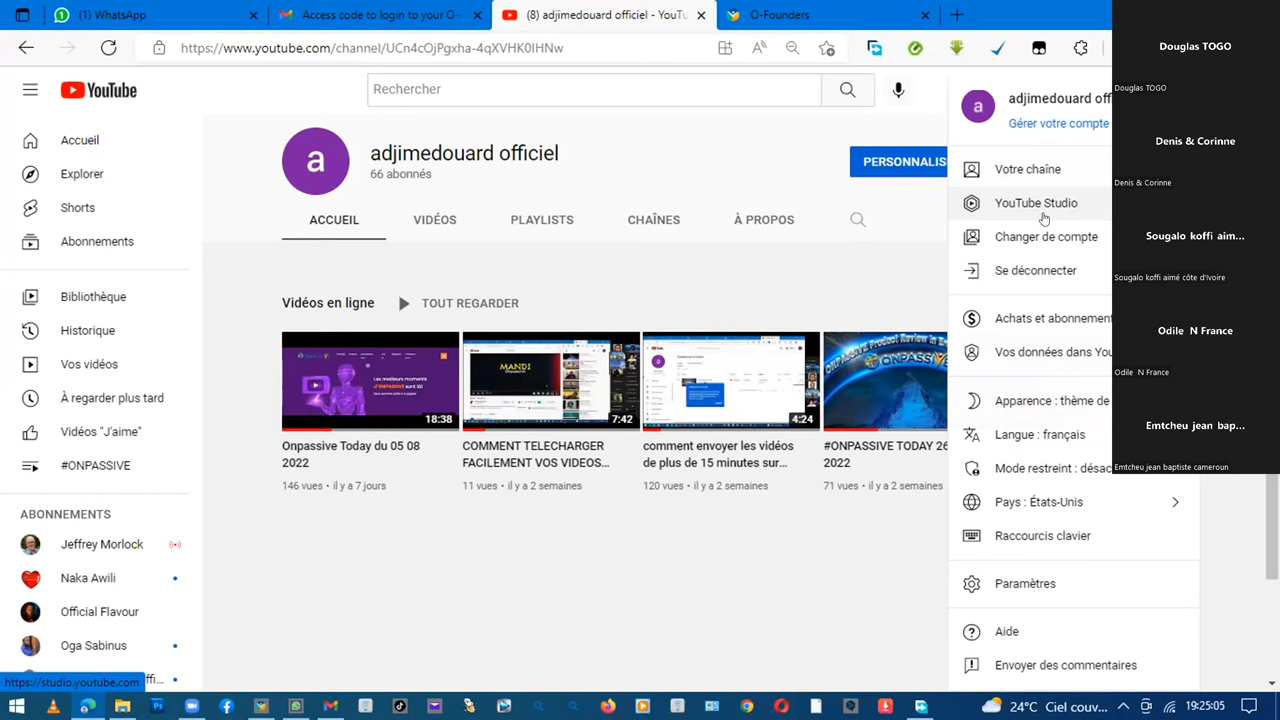 (1) WhatsApp
Access code to login to your O-
(8) adjimedouard officiel - YouTu
O-Founders
https://www.youtube.com/channel/UCn4cOjPgxha-4qXVHK0IHNw
YouTube
Rechercher
Accueil
Explorer
Shorts
Abonnements
Bibliothèque
Historique
Vos vidéos
À regarder plus tard
Vidéos "J'aime"
#ONPASSIVE
ABONNEMENTS
Jeffrey Morlock
Naka Awili
Official Flavour
Oga Sabinus
ffi...
https://studio.youtube.com
a
adjimedouard officiel
66 abonnés
PERSONNALIS
ACCUEIL
VIDÉOS
PLAYLISTS
CHAÎNES
À PROPOS
Vidéos en ligne
TOUT REGARDER
18:38
MANDI
7:42
4:24
ONPASSIVE
Onpassive Today du 05 08
2022
146 vues • il y a 7 jours
COMMENT TELECHARGER
FACILEMENT VOS VIDEOS...
11 vues • il y a 2 semaines
comment envoyer les vidéos
de plus de 15 minutes sur...
120 vues • il y a 2 semaines
#ONPASSIVE TODAY 26
2022
71 vues • il y a 2 semaines
a
adjimedouard off
Gérer votre compte
Votre chaîne
YouTube Studio
Changer de compte
Se déconnecter
Achats et abonnement
Vos données dans You
Apparence : thème de
Langue : français
Mode restreint : désac
Pays : États-Unis
Raccourcis clavier
Paramètres
Aide
Envoyer des commentaires
Douglas TOGO
Douglas TOGO
Denis & Corinne
Denis & Corinne
Sougalo koffi aim...
Sougalo koffi aimé côte d'Ivoire
Odile N France
Odile N France
Emtcheu jean bap...
Emtcheu jean baptiste cameroun
24°C Ciel couv...
19:25:05